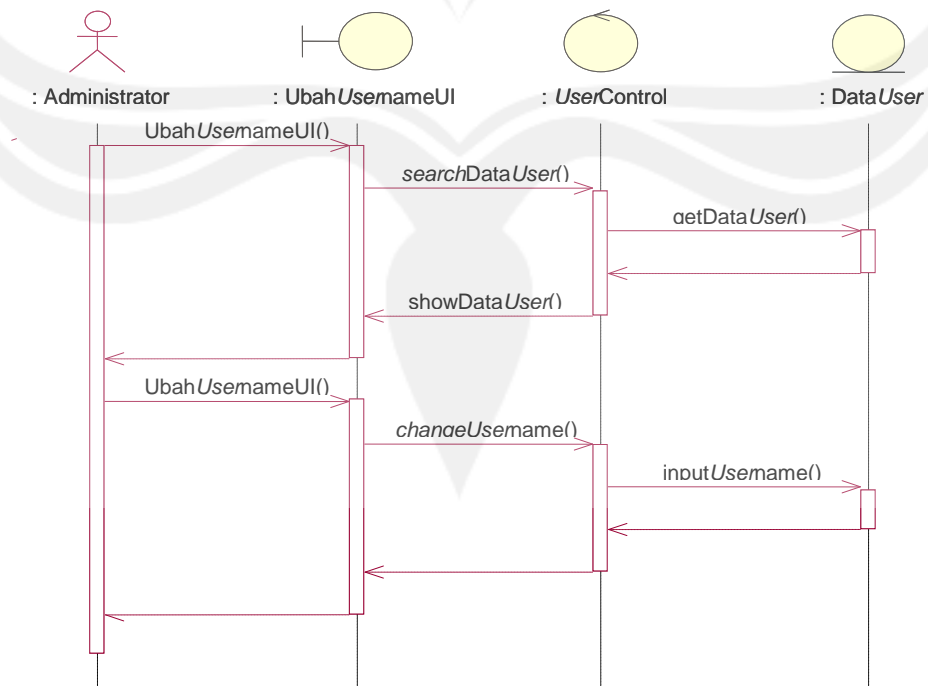 : Administrator
: UbahUsernameUI
: UserControl
: DataUser
UbahUsernameUI()
searchDataUser()
getDataUser()
showDataUser()
UbahUsernameUI()
changeUsername()
inputUsername()